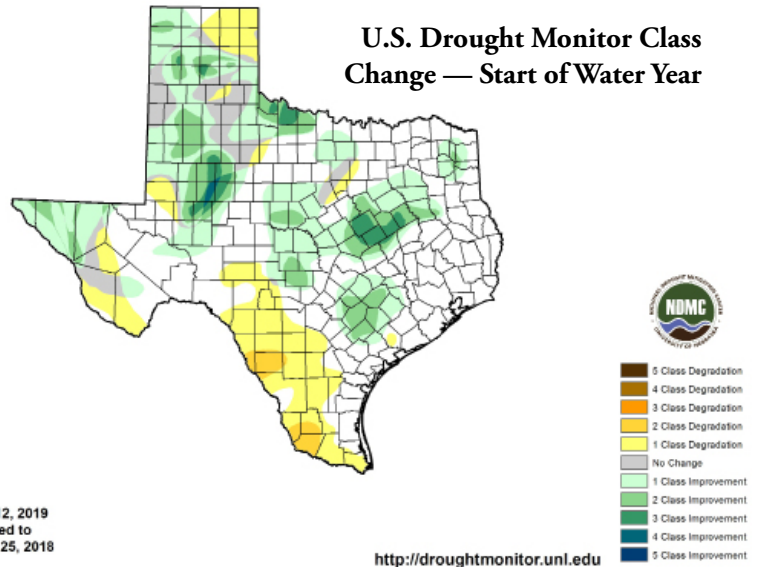 U.S. Drought Monitor Class
Change — Start of Water Year
NDMC
5 Class Degradation
4 Class Degradation
3 Class Degradation
2 Class Degradation
1 Class Degradation
No Change
1 Class Improvement
2 Class Improvement
3 Class Improvement
4 Class Improvement
5 Class Improvement
2, 2019
ed to
25, 2018
http://droughtmonitor.unl.edu